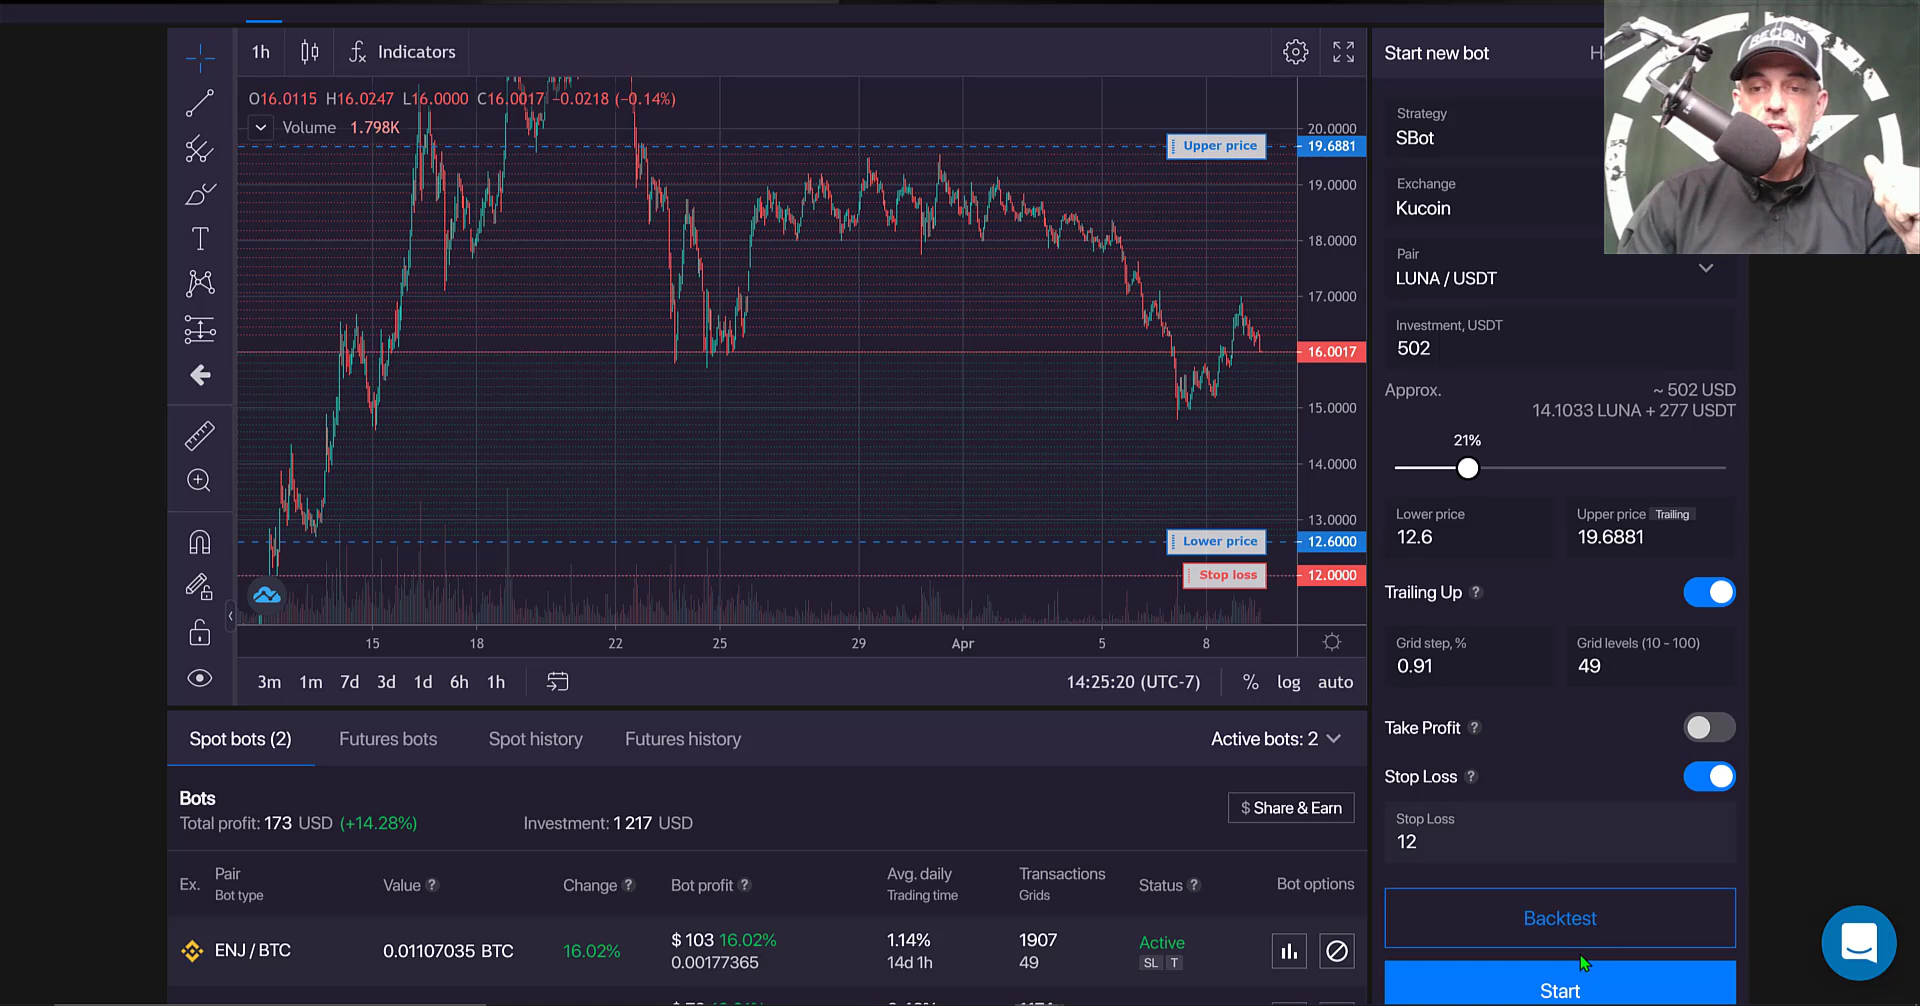 1h
Indicators
Start new bot
H
RECON
Strategy
SBot
Exchange
Kucoin
Pair
LUNA / USDT
Investment, USDT
502
Approx.
~ 502 USD
14.1033 LUNA + 277 USDT
21%
Lower price
12.6
Upper price Trailing
19.6881
Trailing Up ?
Grid step, %
0.91
Grid levels (10 - 100)
49
Take Profit ?
Stop Loss ?
Stop Loss
12
Backtest
Start
O16.0115 H16.0247 L16.0000 C16.0017 −0.0218 (−0.14%)
Volume 1.798K
20.0000
Upper price 19.6881
19.0000
18.0000
17.0000
16.0017
15.0000
14.0000
13.0000
Lower price 12.6000
Stop loss 12.0000
15 18 22 25 29 Apr 5 8
3m 1m 7d 3d 1d 6h 1h
14:25:20 (UTC-7) % log auto
Spot bots (2) Futures bots Spot history Futures history Active bots: 2
Bots
Total profit: 173 USD (+14.28%) Investment: 1 217 USD
$ Share & Earn
Ex. Pair
Bot type
Value ? Change ? Bot profit ?
Avg. daily
Trading time
Transactions
Grids
Status ? Bot options
ENJ / BTC 0.01107035 BTC 16.02%
$ 103 16.02%
0.00177365
1.14%
14d 1h
1907
49
Active
SL T